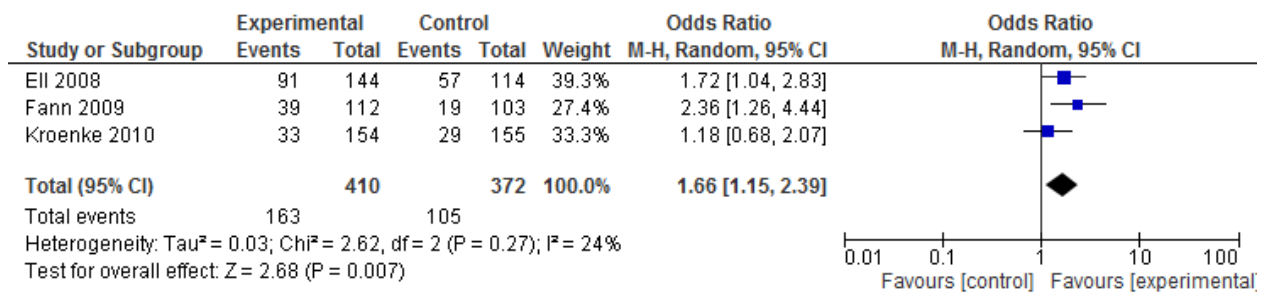 Experimental Control Odds Ratio Odds Ratio
Study or Subgroup Events Total Events Total Weight M-H, Random, 95% CI M-H, Random, 95% CI
Ell 2008 91 144 57 114 39.3% 1.72 [1.04, 2.83]
Fann 2009 39 112 19 103 27.4% 2.36 [1.26, 4.44]
Kroenke 2010 33 154 29 155 33.3% 1.18 [0.68, 2.07]
Total (95% CI) 410 372 100.0% 1.66 [1.15, 2.39]
Total events 163 105
Heterogeneity: Tau² = 0.03; Chi² = 2.62, df = 2 (P = 0.27); I² = 24%
Test for overall effect: Z = 2.68 (P = 0.007)
0.01 0.1 1 10 100
Favours [control] Favours [experimental]